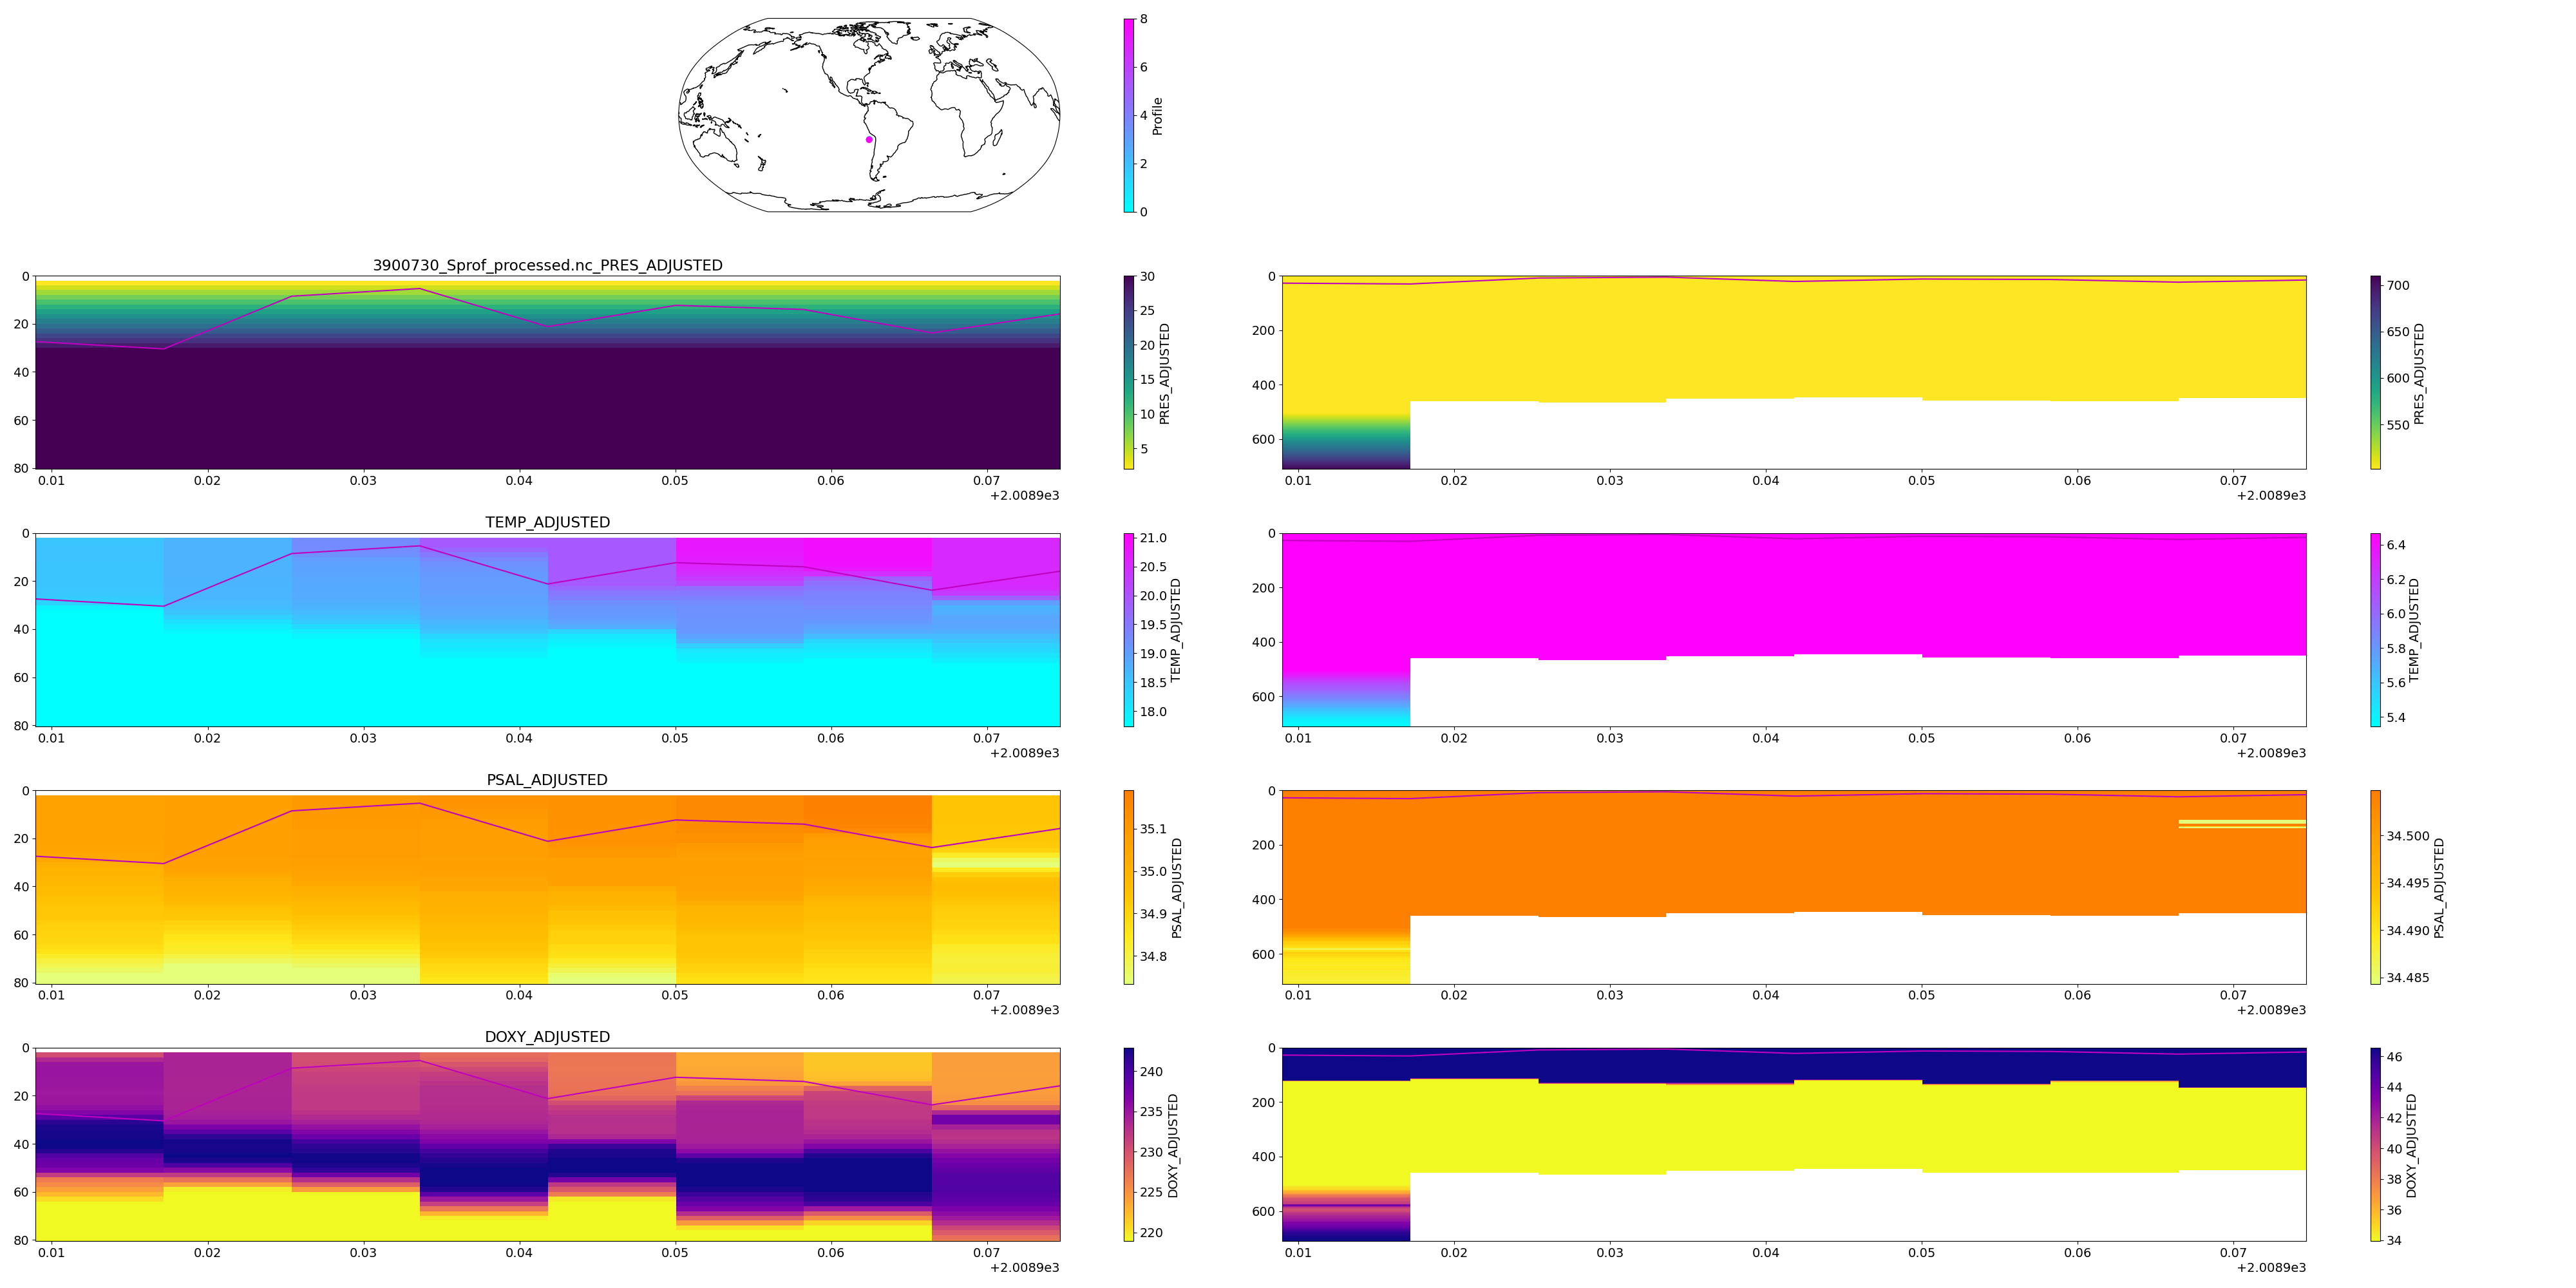 8
6
4
2
0
Profile
3900730_Sprof_processed.nc_PRES_ADJUSTED
0
20
40
60
80
0.01 0.02 0.03 0.04 0.05 0.06 0.07
+2.0089e3
30
25
20
15
10
5
PRES_ADJUSTED
0
200
400
600
0.01 0.02 0.03 0.04 0.05 0.06 0.07
+2.0089e3
700
650
600
550
PRES_ADJUSTED
TEMP_ADJUSTED
0
20
40
60
80
0.01 0.02 0.03 0.04 0.05 0.06 0.07
+2.0089e3
21.0
20.5
20.0
19.5
19.0
18.5
18.0
TEMP_ADJUSTED
0
200
400
600
0.01 0.02 0.03 0.04 0.05 0.06 0.07
+2.0089e3
6.4
6.2
6.0
5.8
5.6
5.4
TEMP_ADJUSTED
PSAL_ADJUSTED
0
20
40
60
80
0.01 0.02 0.03 0.04 0.05 0.06 0.07
+2.0089e3
35.1
35.0
34.9
34.8
PSAL_ADJUSTED
0
200
400
600
0.01 0.02 0.03 0.04 0.05 0.06 0.07
+2.0089e3
34.500
34.495
34.490
34.485
PSAL_ADJUSTED
DOXY_ADJUSTED
0
20
40
60
80
0.01 0.02 0.03 0.04 0.05 0.06 0.07
+2.0089e3
240
235
230
225
220
DOXY_ADJUSTED
0
200
400
600
0.01 0.02 0.03 0.04 0.05 0.06 0.07
+2.0089e3
46
44
42
40
38
36
34
DOXY_ADJUSTED